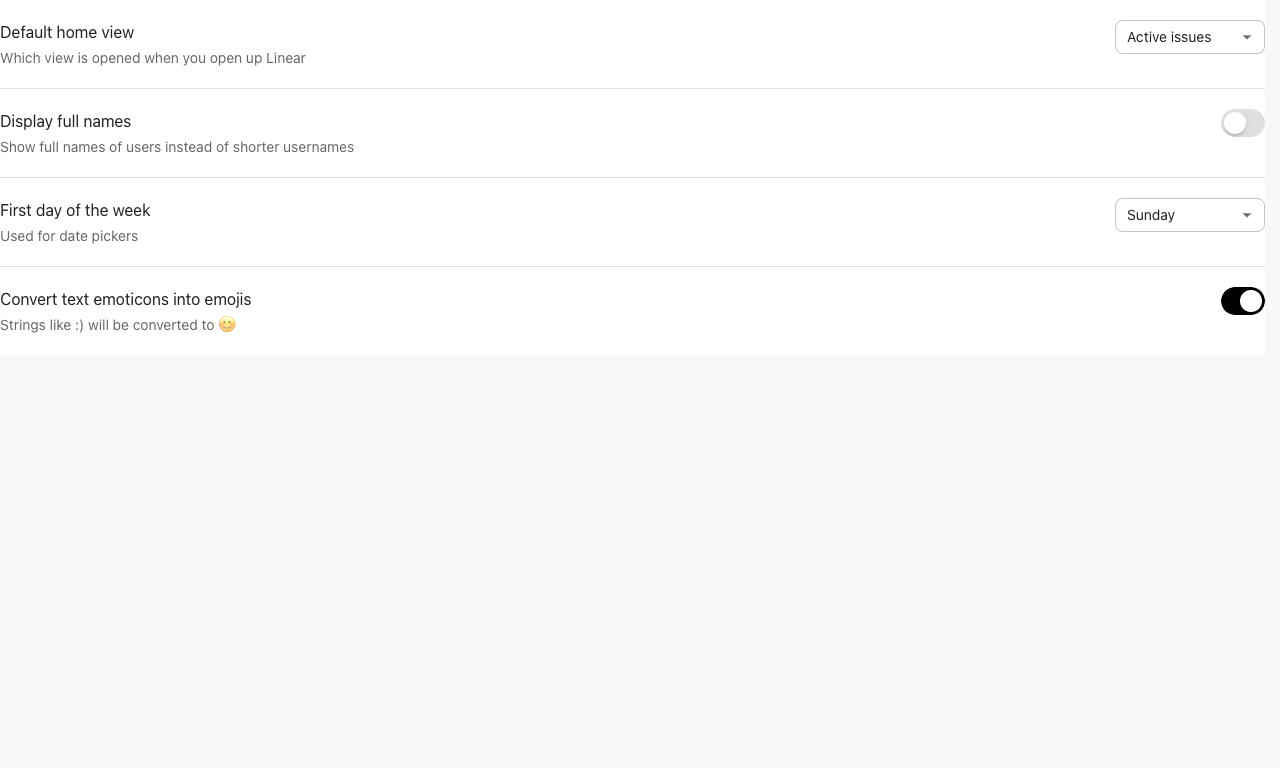 Default home view
Active issues
Which view is opened when you open up Linear
Display full names
Show full names of users instead of shorter usernames
First day of the week
Sunday
Used for date pickers
Convert text emoticons into emojis
Strings like :) will be converted to 😊